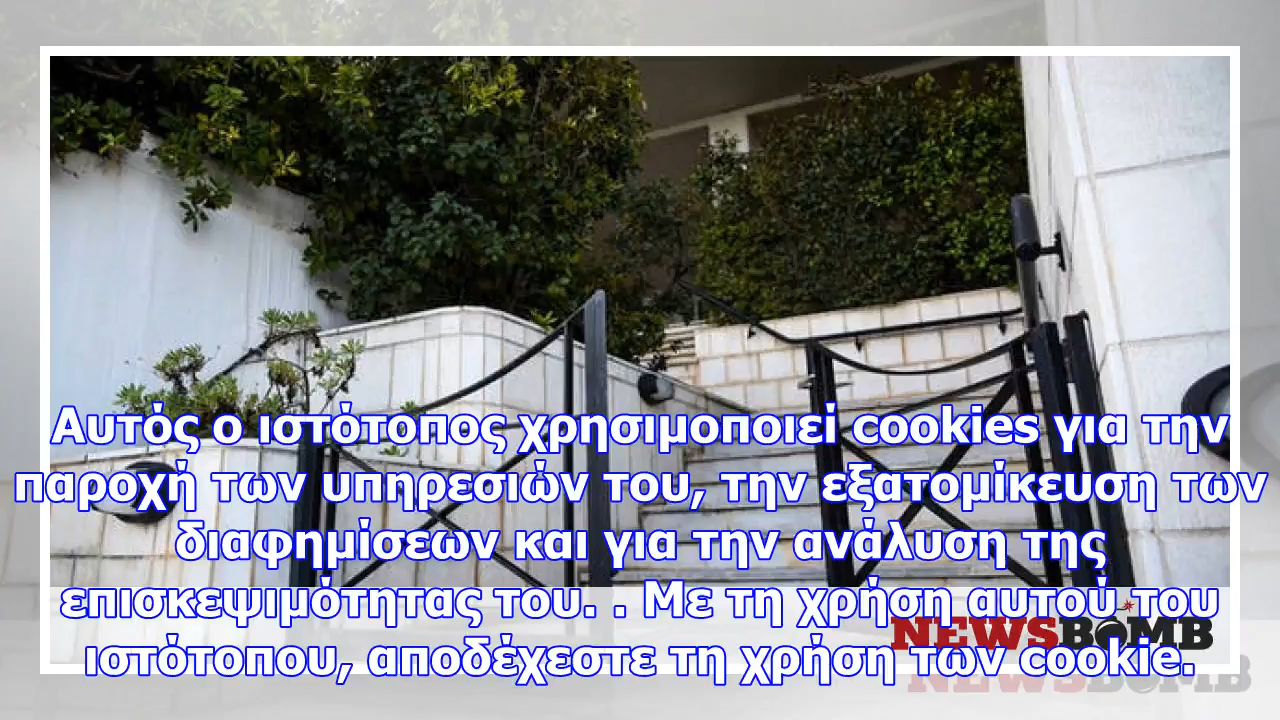 Αυτός ο ιστότοπος χρησιμοποιεί cookies για την
παροχή των υπηρεσιών του, την εξατομίκευση των
διαφημίσεων και για την ανάλυση της
επισκεψιμότητας του. . Με τη χρήση αυτού του
ιστότοπου, αποδέχεστε τη χρήση των cookie.
NEWSBOMB
NEWSBOMB